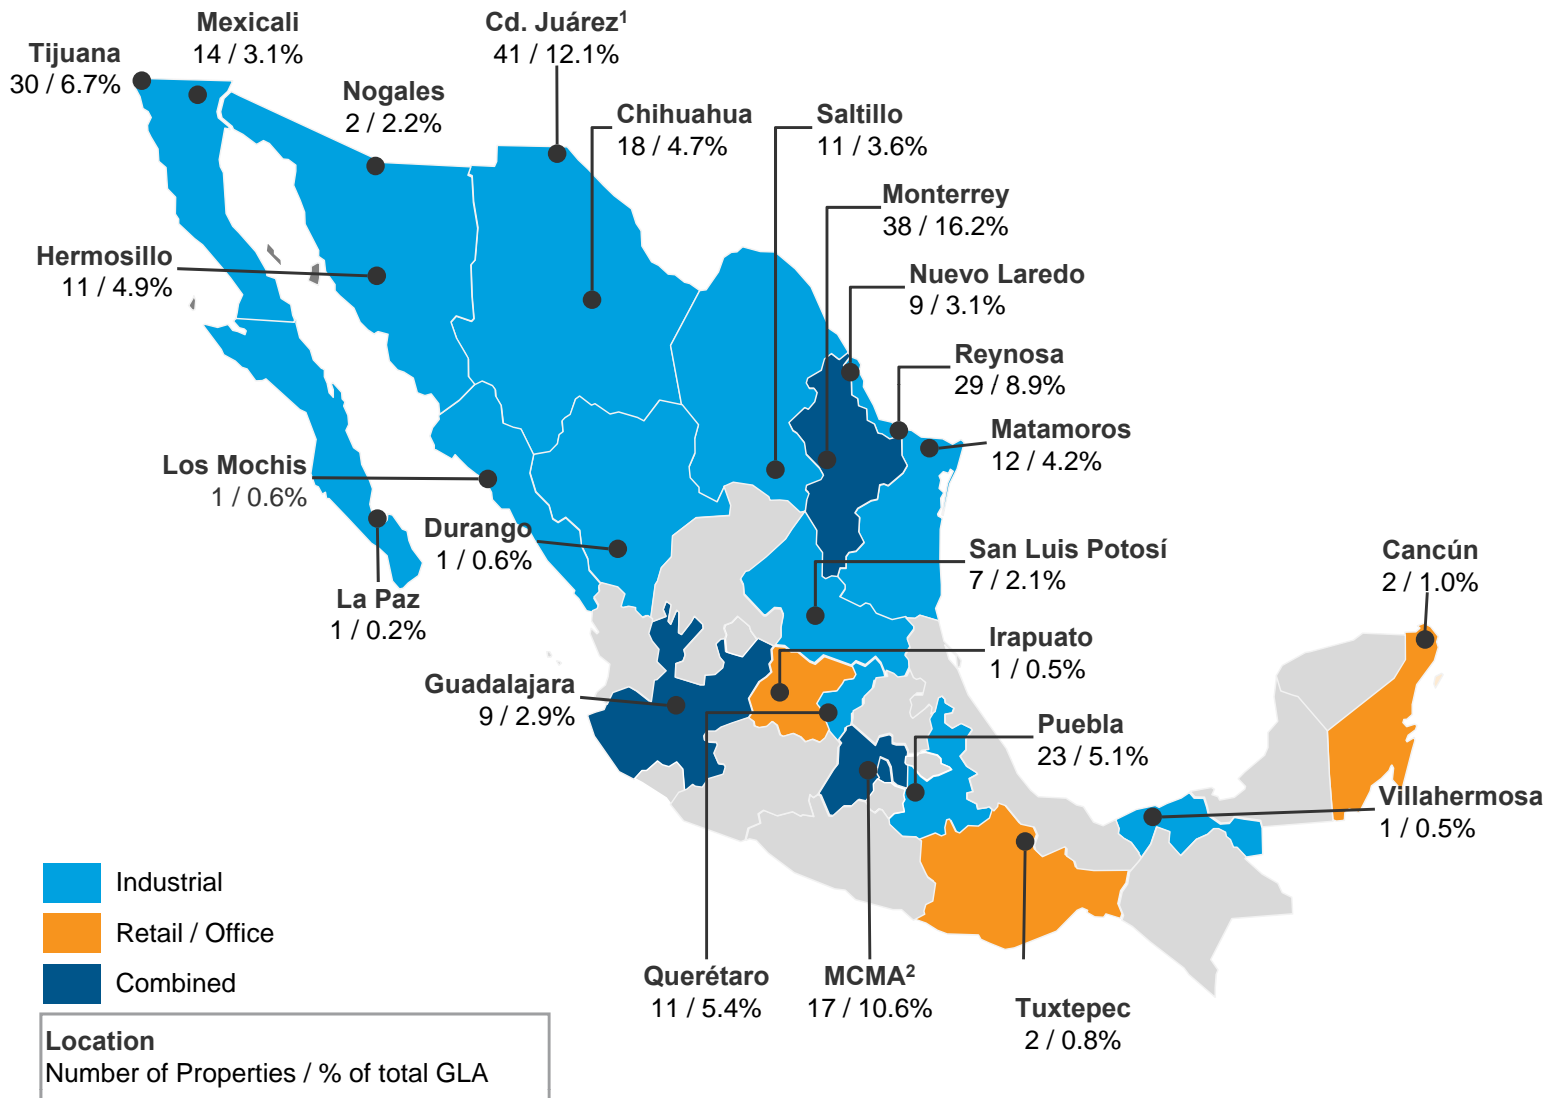 Mexicali
14 / 3.1%
Cd. Juárez¹
41 / 12.1%
Tijuana
30 / 6.7%
Nogales
2 / 2.2%
Chihuahua
18 / 4.7%
Saltillo
11 / 3.6%
Monterrey
38 / 16.2%
Hermosillo
11 / 4.9%
Nuevo Laredo
9 / 3.1%
Reynosa
29 / 8.9%
Matamoros
12 / 4.2%
Los Mochis
1 / 0.6%
Durango
1 / 0.6%
San Luis Potosí
7 / 2.1%
Cancún
2 / 1.0%
La Paz
1 / 0.2%
Irapuato
1 / 0.5%
Guadalajara
9 / 2.9%
Puebla
23 / 5.1%
Villahermosa
1 / 0.5%
Industrial
Retail / Office
Combined
Querétaro
11 / 5.4%
MCMA²
17 / 10.6%
Tuxtepec
2 / 0.8%
Location
Number of Properties / % of total GLA